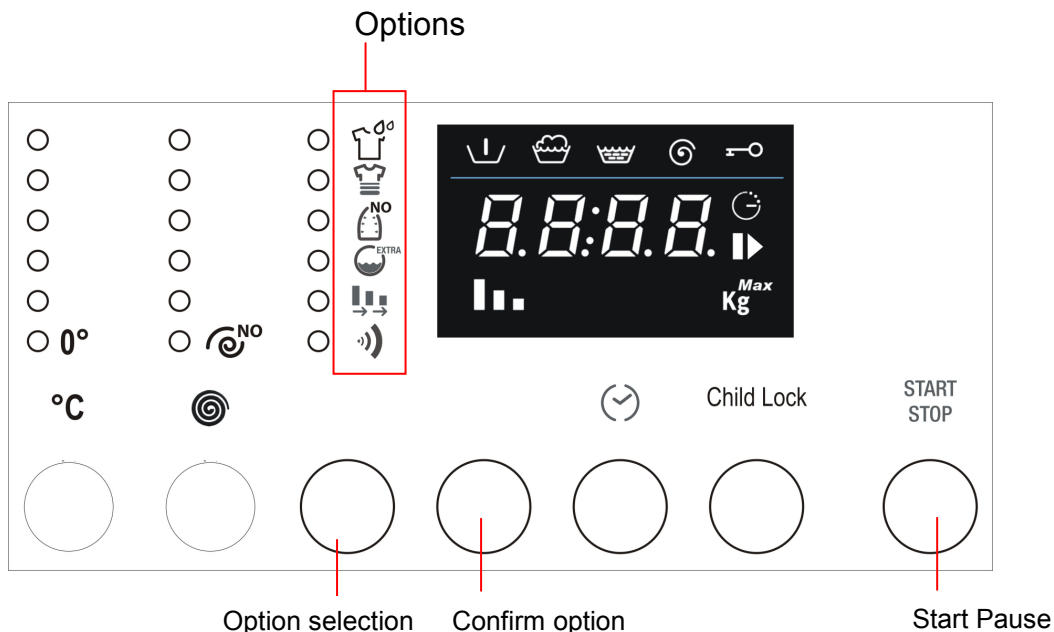 Options
NO
EXTRA
0°
NO
8.8:8.8.
Max
Kg
°C
Child Lock
START
STOP
Option selection
Confirm option
Start Pause